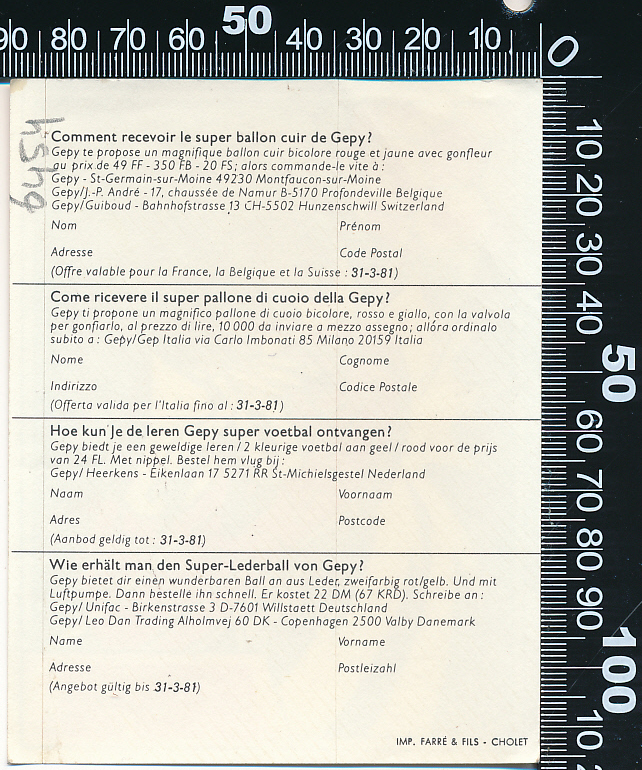 90 80 70 60 50 40 30 20 10 0
Comment recevoir le super ballon cuir de Gepy?
Gepy te propose un magnifique ballon cuir bicolore rouge et jaune avec gonfleur
au prix de 49 FF - 350 FB - 20 FS; alors commande-le vite à :
Gepy - St-Germain-sur-Moine 49230 Montfaucon-sur-Moine
Gepy/J.-P. André - 17, chaussée de Namur B-5170 Profondeville Belgique
Gepy/Guiboud - Bahnhofstrasse 13 CH-5502 Hunzenschwill Switzerland
Nom Prénom
Adresse Code Postal
(Offre valable pour la France, la Belgique et la Suisse : 31-3-81)
Come ricevere il super pallone di cuoio della Gepy?
Gepy ti propone un magnifico pallone di cuoio bicolore, rosso e giallo, con la valvola
per gonfiarlo, al prezzo di lire, 10 000 da inviare a mezzo assegno; allóra ordinalo
subito a : Gepy/Gep Italia via Carlo Imbonati 85 Milano 20159 Italia
Nome Cognome
Indirizzo Codice Postale
(Offerta valida per l'Italia fino al : 31-3-81)
Hoe kun Je de leren Gepy super voetbal ontvangen?
Gepy biedt je een geweldige leren / 2 kleurige voetbal aan geel / rood voor de prijs
van 24 FL. Met nippel. Bestel hem vlug bij :
Gepy/ Heerkens - Eikenlaan 17 5271 RR St-Michielsgestel Nederland
Naam Voornaam
Adres Postcode
(Aanbod geldig tot : 31-3-81)
Wie erhält man den Super-Lederball von Gepy?
Gepy bietet dir einen wunderbaren Ball an aus Leder, zweifarbig rot/gelb. Und mit
Luftpumpe. Dann bestelle ihn schnell. Er kostet 22 DM (67 KRD). Schreibe an :
Gepy/ Unifac - Birkenstrasse 3 D-7601 Willstaett Deutschland
Gepy/ Leo Dan Trading Alholmvej 60 DK - Copenhagen 2500 Valby Danemark
Name Vorname
Adresse Postleizahl
(Angebot gültig bis 31-3-81)
IMP. FARRÉ & FILS - CHOLET
10 20 30 40 50 60 70 80 90 100 10